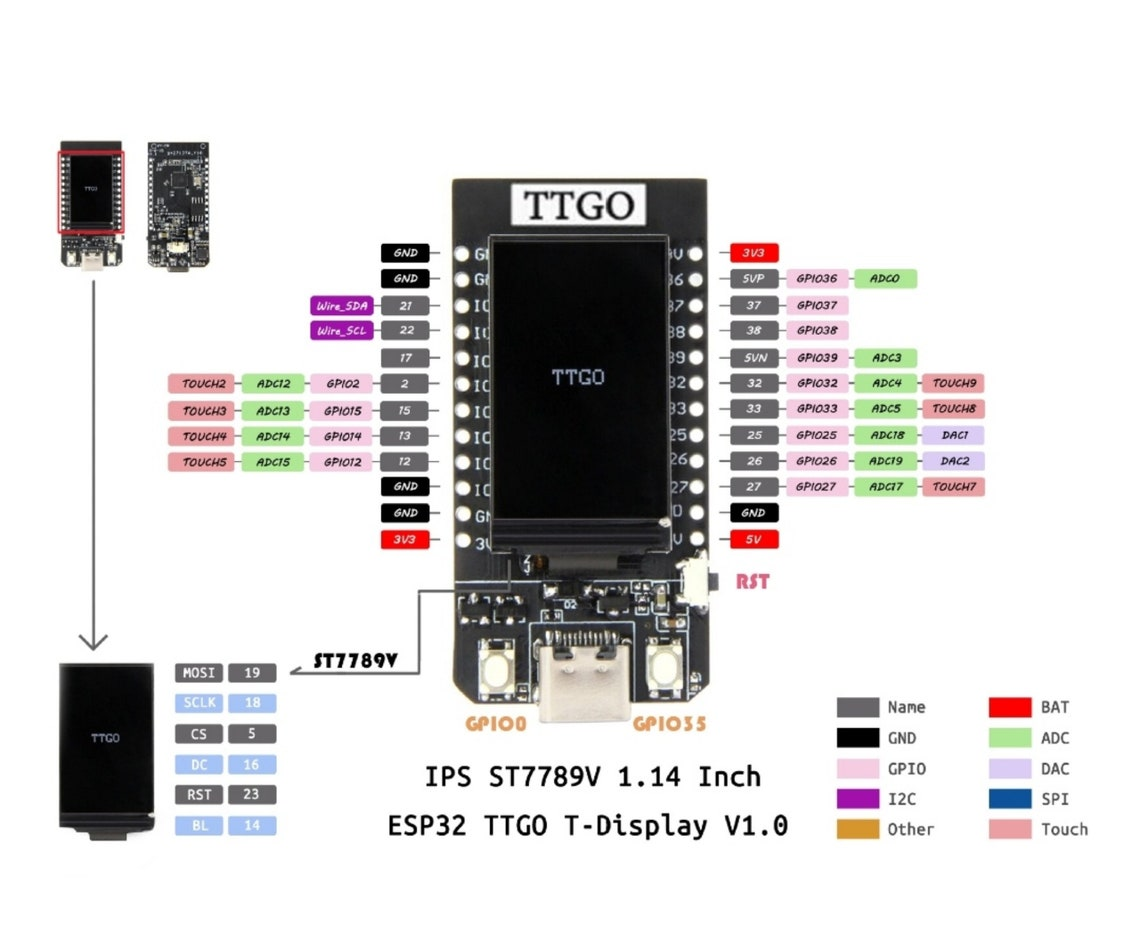 TTGO
TTGO
GND
GND
Wire_SDA 21
Wire_SCL 22
17
TOUCH2 ADC12 GPIO2 2
TOUCH3 ADC13 GPIO15 15
TOUCH4 ADC14 GPIO14 13
TOUCH5 ADC15 GPIO12 12
GND
GND
3V3
TTGO
3V3
SVP GPIO36 ADC0
37 GPIO37
38 GPIO38
SVN GPIO39 ADC3
32 GPIO32 ADC4 TOUCH9
33 GPIO33 ADC5 TOUCH8
25 GPIO25 ADC18 DAC1
26 GPIO26 ADC19 DAC2
27 GPIO27 ADC17 TOUCH7
GND
5V
RST
ST7789V
GPIO0
GPIO35
TTGO
MOSI 19
SCLK 18
CS 5
DC 16
RST 23
BL 14
IPS ST7789V 1.14 Inch
ESP32 TTGO T-Display V1.0
Name
GND
GPIO
I2C
Other
BAT
ADC
DAC
SPI
Touch